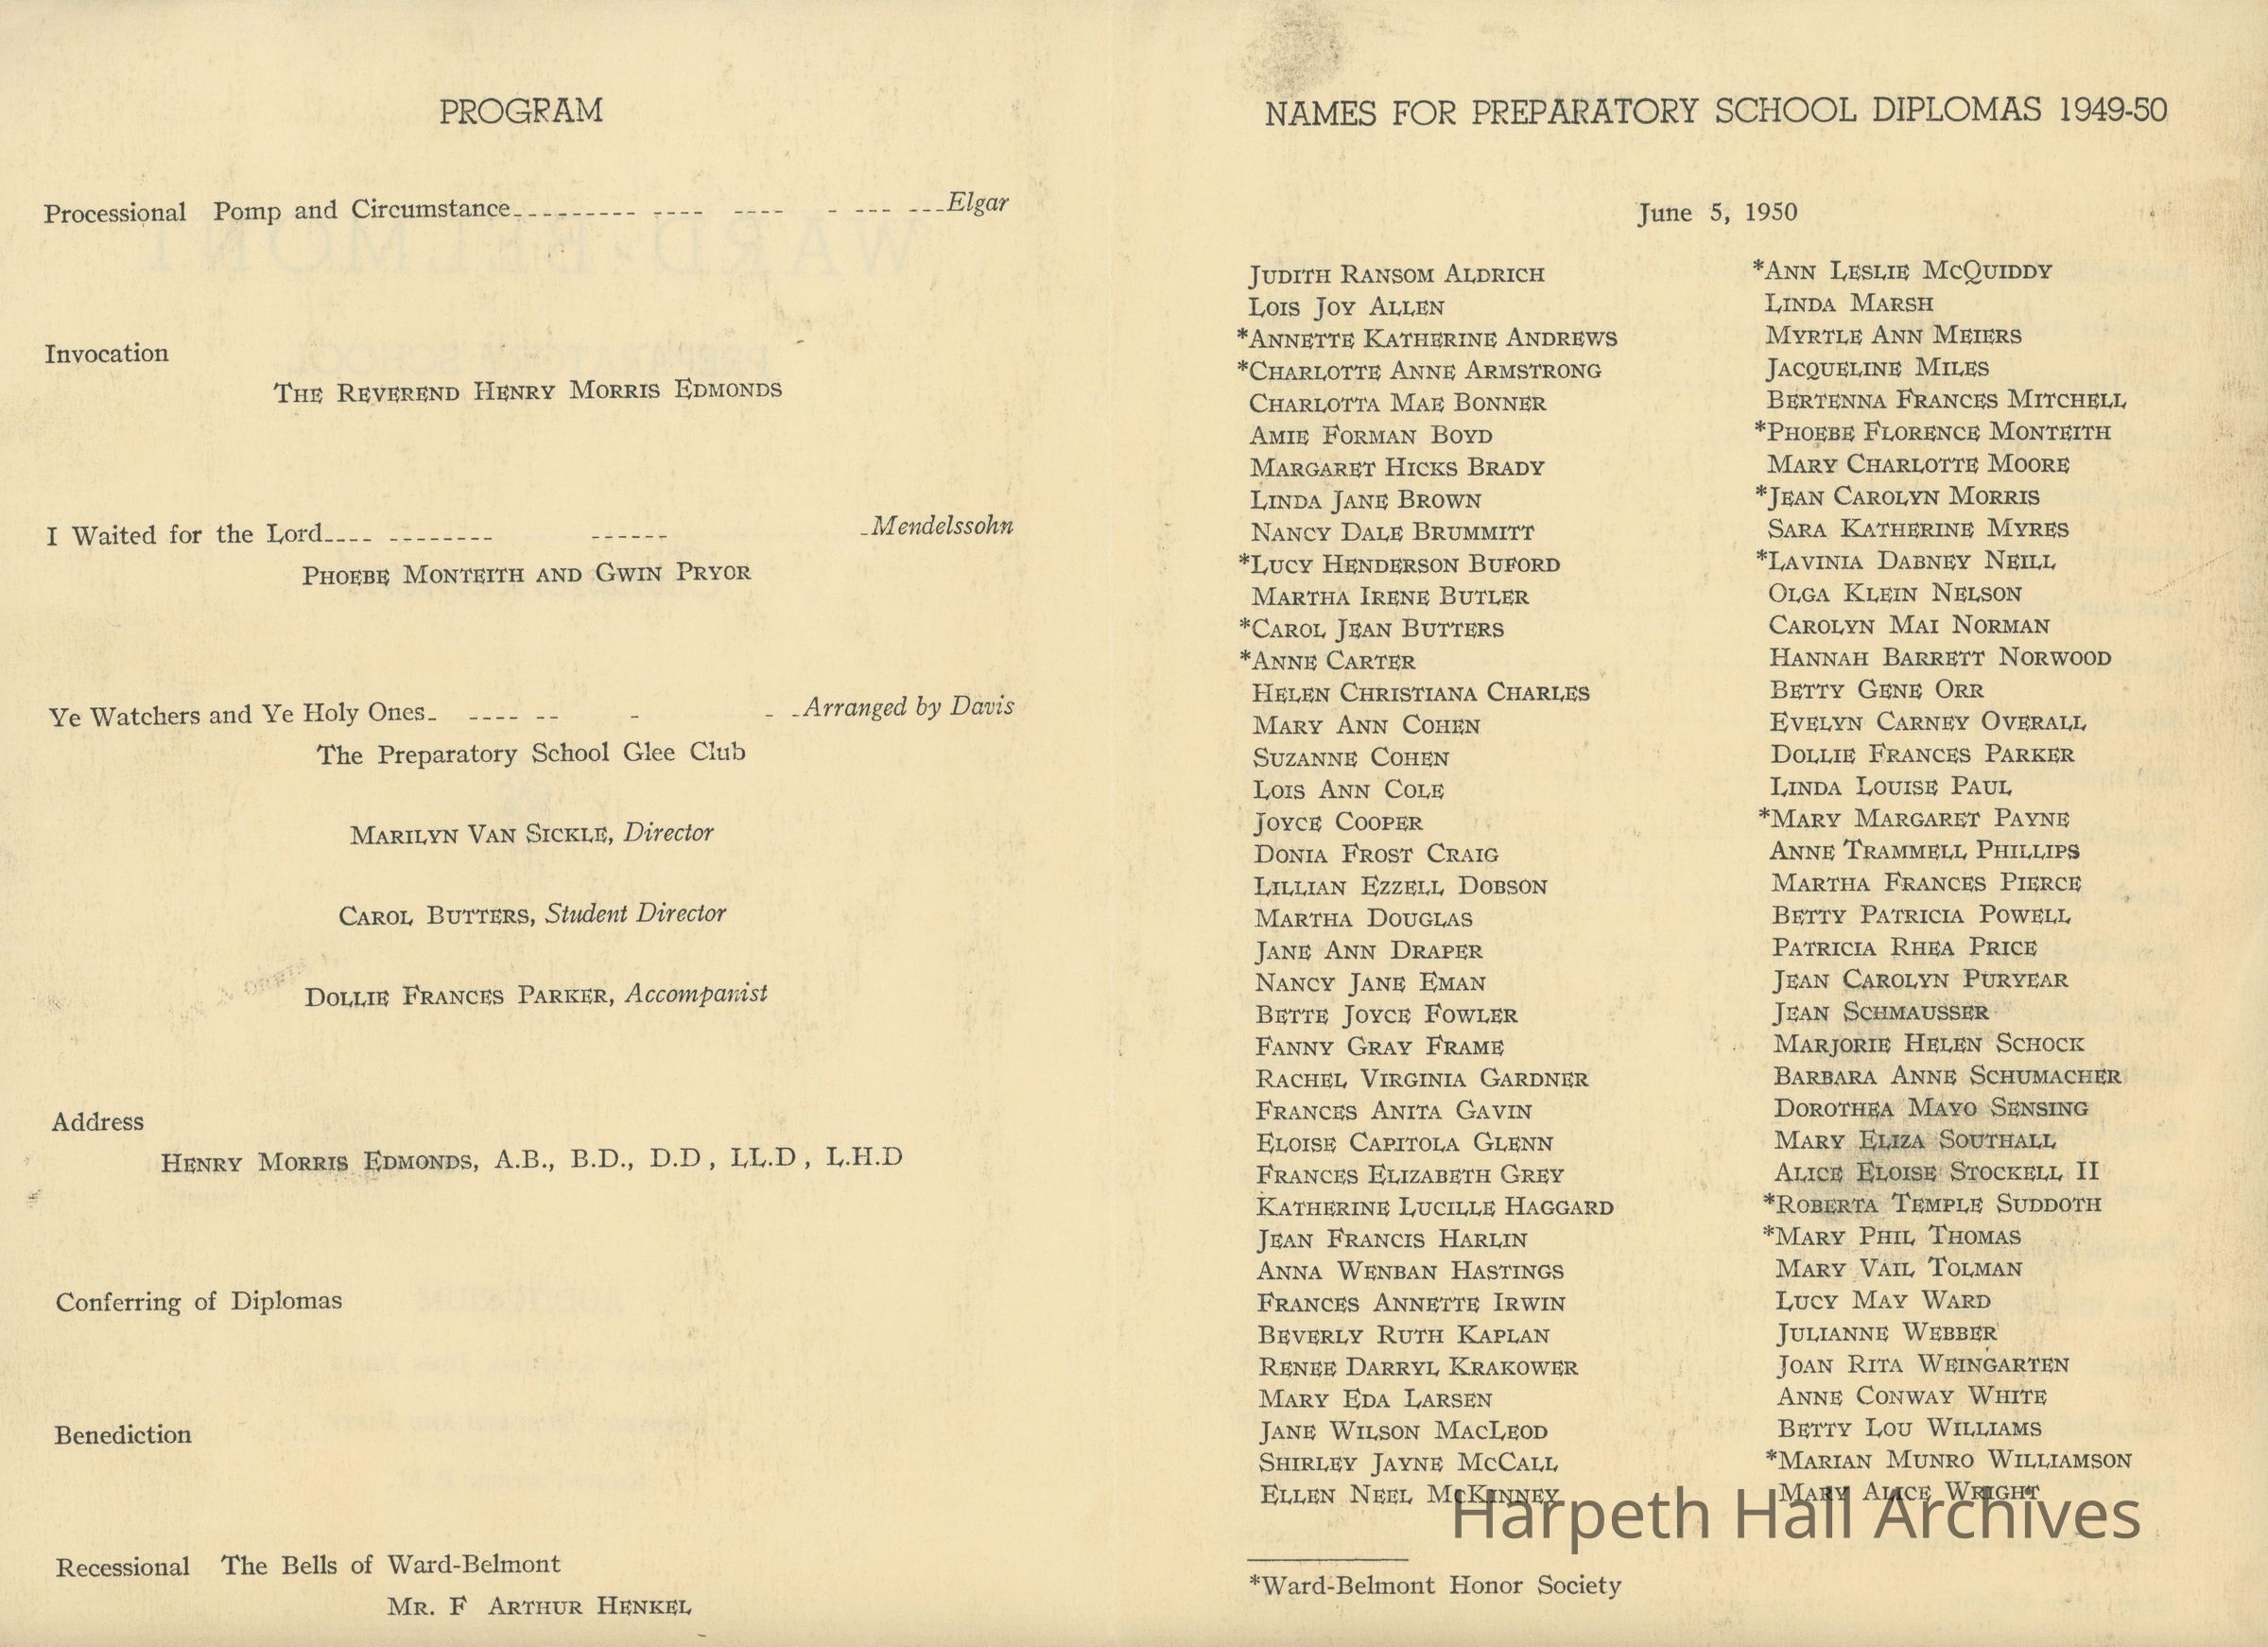 PROGRAM
Processional Pomp and Circumstance Elgar
Invocation
THE REVEREND HENRY MORRIS EDMONDS
I Waited for the Lord Mendelssohn
PHOEBE MONTEITH AND GWIN PRYOR
Ye Watchers and Ye Holy Ones Arranged by Davis
The Preparatory School Glee Club
MARILYN VAN SICKLE, Director
CAROL BUTTERS, Student Director
DOLLIE FRANCES PARKER, Accompanist
Address
HENRY MORRIS EDMONDS, A.B., B.D., D.D , LL.D , L.H.D
Conferring of Diplomas
Benediction
Recessional The Bells of Ward-Belmont
MR. F ARTHUR HENKEL
NAMES FOR PREPARATORY SCHOOL DIPLOMAS 1949-50
June 5, 1950
JUDITH RANSOM ALDRICH
LOIS JOY ALLEN
*ANNETTE KATHERINE ANDREWS
*CHARLOTTE ANNE ARMSTRONG
CHARLOTTA MAE BONNER
AMIE FORMAN BOYD
MARGARET HICKS BRADY
LINDA JANE BROWN
NANCY DALE BRUMMITT
*LUCY HENDERSON BUFORD
MARTHA IRENE BUTLER
*CAROL JEAN BUTTERS
*ANNE CARTER
HELEN CHRISTIANA CHARLES
MARY ANN COHEN
SUZANNE COHEN
LOIS ANN COLE
JOYCE COOPER
DONIA FROST CRAIG
LILLIAN EZZELL DOBSON
MARTHA DOUGLAS
JANE ANN DRAPER
NANCY JANE EMAN
BETTE JOYCE FOWLER
FANNY GRAY FRAME
RACHEL VIRGINIA GARDNER
FRANCES ANITA GAVIN
ELOISE CAPITOLA GLENN
FRANCES ELIZABETH GREY
KATHERINE LUCILLE HAGGARD
JEAN FRANCIS HARLIN
ANNA WENBAN HASTINGS
FRANCES ANNETTE IRWIN
BEVERLY RUTH KAPLAN
RENEE DARRYL KRAKOWER
MARY EDA LARSEN
JANE WILSON MACLEOD
SHIRLEY JAYNE MCCALL
ELLEN NEEL MCKINNEY
*ANN LESLIE MCQUIDDY
LINDA MARSH
MYRTLE ANN MEIERS
JACQUELINE MILES
BERTENNA FRANCES MITCHELL
*PHOEBE FLORENCE MONTEITH
MARY CHARLOTTE MOORE
*JEAN CAROLYN MORRIS
SARA KATHERINE MYRES
*LAVINIA DABNEY NEILL
OLGA KLEIN NELSON
CAROLYN MAI NORMAN
HANNAH BARRETT NORWOOD
BETTY GENE ORR
EVELYN CARNEY OVERALL
DOLLIE FRANCES PARKER
LINDA LOUISE PAUL
*MARY MARGARET PAYNE
ANNE TRAMMELL PHILLIPS
MARTHA FRANCES PIERCE
BETTY PATRICIA POWELL
PATRICIA RHEA PRICE
JEAN CAROLYN PURYEAR
JEAN SCHMAUSSER
MARJORIE HELEN SCHOCK
BARBARA ANNE SCHUMACHER
DOROTHEA MAYO SENSING
MARY ELIZA SOUTHALL
ALICE ELOISE STOCKELL II
*ROBERTA TEMPLE SUDDOTH
*MARY PHIL THOMAS
MARY VAIL TOLMAN
LUCY MAY WARD
JULIANNE WEBBER
JOAN RITA WEINGARTEN
ANNE CONWAY WHITE
BETTY LOU WILLIAMS
*MARIAN MUNRO WILLIAMSON
MARY ALICE WRIGHT
Harpeth Hall Archives
*Ward-Belmont Honor Society